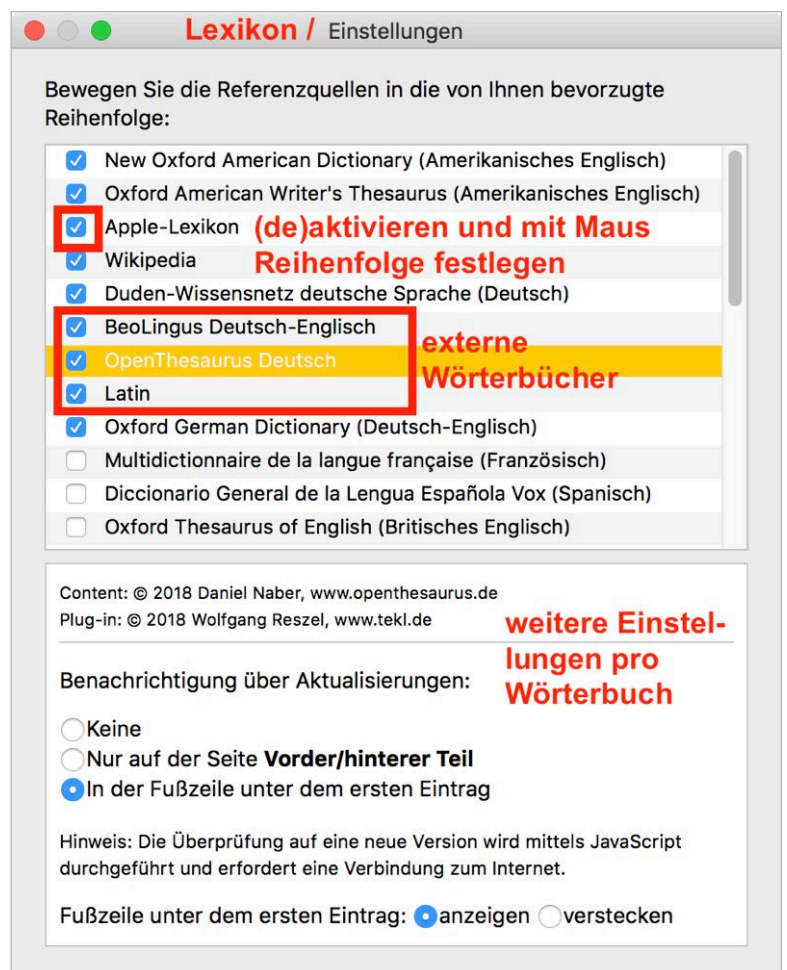 Lexikon / Einstellungen
Bewegen Sie die Referenzquellen in die von Ihnen bevorzugte
Reihenfolge:
New Oxford American Dictionary (Amerikanisches Englisch)
Oxford American Writer's Thesaurus (Amerikanisches Englisch)
Apple-Lexikon (de)aktivieren und mit Maus
Wikipedia Reihenfolge festlegen
Duden-Wissensnetz deutsche Sprache (Deutsch)
BeoLingus Deutsch-Englisch
externe
OpenThesaurus Deutsch
Wörterbücher
Latin
Oxford German Dictionary (Deutsch-Englisch)
Multidictionnaire de la langue française (Französisch)
Diccionario General de la Lengua Española Vox (Spanisch)
Oxford Thesaurus of English (Britisches Englisch)
Content: © 2018 Daniel Naber, www.openthesaurus.de
Plug-in: © 2018 Wolfgang Reszel, www.tekl.de
weitere Einstel-
lungen pro
Wörterbuch
Benachrichtigung über Aktualisierungen:
Keine
Nur auf der Seite Vorder/hinterer Teil
In der Fußzeile unter dem ersten Eintrag
Hinweis: Die Überprüfung auf eine neue Version wird mittels JavaScript
durchgeführt und erfordert eine Verbindung zum Internet.
Fußzeile unter dem ersten Eintrag: anzeigen verstecken